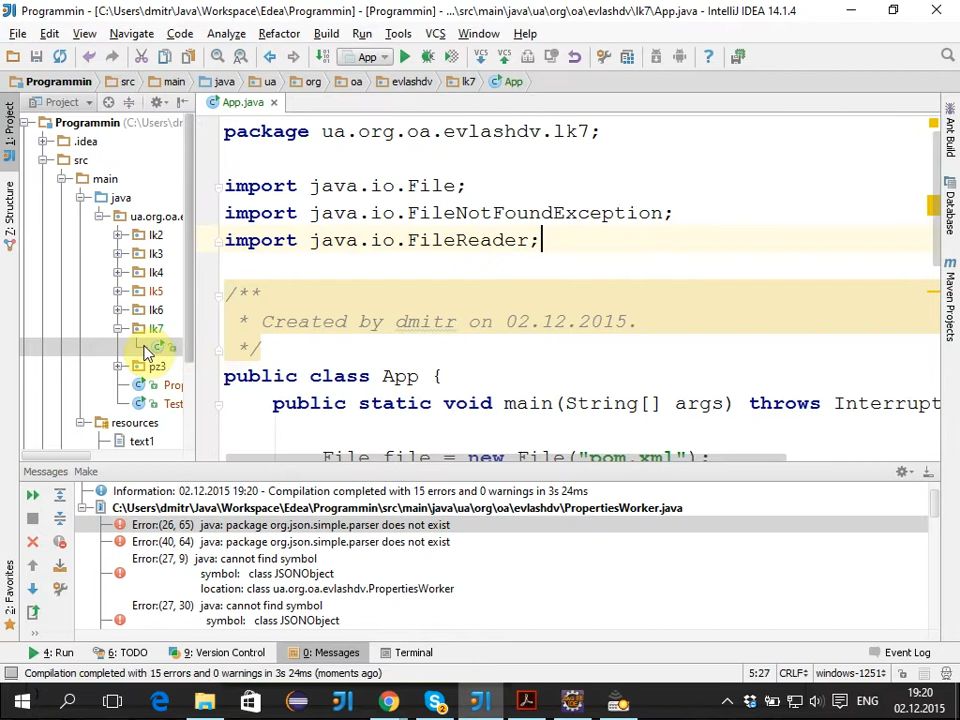 Programmin - [C:\Users\dmitr\Java\Workspace\Edea\Programmin] - [Programmin] - ...\src\main\java\ua\org\oa\evlashdv\lk7\App.java - IntelliJ IDEA 14.1.4
File Edit View Navigate Code Analyze Refactor Build Run Tools VCS Window Help
App
Programmin src main java ua org oa evlashdv lk7 App
1: Project
Z: Structure
2: Favorites
Project
App.java
Programmin (C:\Users\dmitr
.idea
src
main
java
ua.org.oa.e
lk2
lk3
lk4
lk5
lk6
lk7
pz3
Prop
Test
resources
text1
package ua.org.oa.evlashdv.lk7;
import java.io.File;
import java.io.FileNotFoundException;
import java.io.FileReader;
/**
* Created by dmitr on 02.12.2015.
*/
public class App {
public static void main(String[] args) throws Interrupt
File file = new File("pom.xml");
Ant Build
Database
Maven Projects
Messages Make
Information: 02.12.2015 19:20 - Compilation completed with 15 errors and 0 warnings in 3s 24ms
C:\Users\dmitr\Java\Workspace\Edea\Programmin\src\main\java\ua\org\oa\evlashdv\PropertiesWorker.java
Error:(26, 65) java: package org.json.simple.parser does not exist
Error:(40, 64) java: package org.json.simple.parser does not exist
Error:(27, 9) java: cannot find symbol
symbol: class JSONObject
location: class ua.org.oa.evlashdv.PropertiesWorker
Error:(27, 30) java: cannot find symbol
symbol: class JSONObject
4: Run 6: TODO 9: Version Control 0: Messages Terminal Event Log
Compilation completed with 15 errors and 0 warnings in 3s 24ms (moments ago) 5:27 CRLF windows-1251
ENG 19:20
02.12.2015